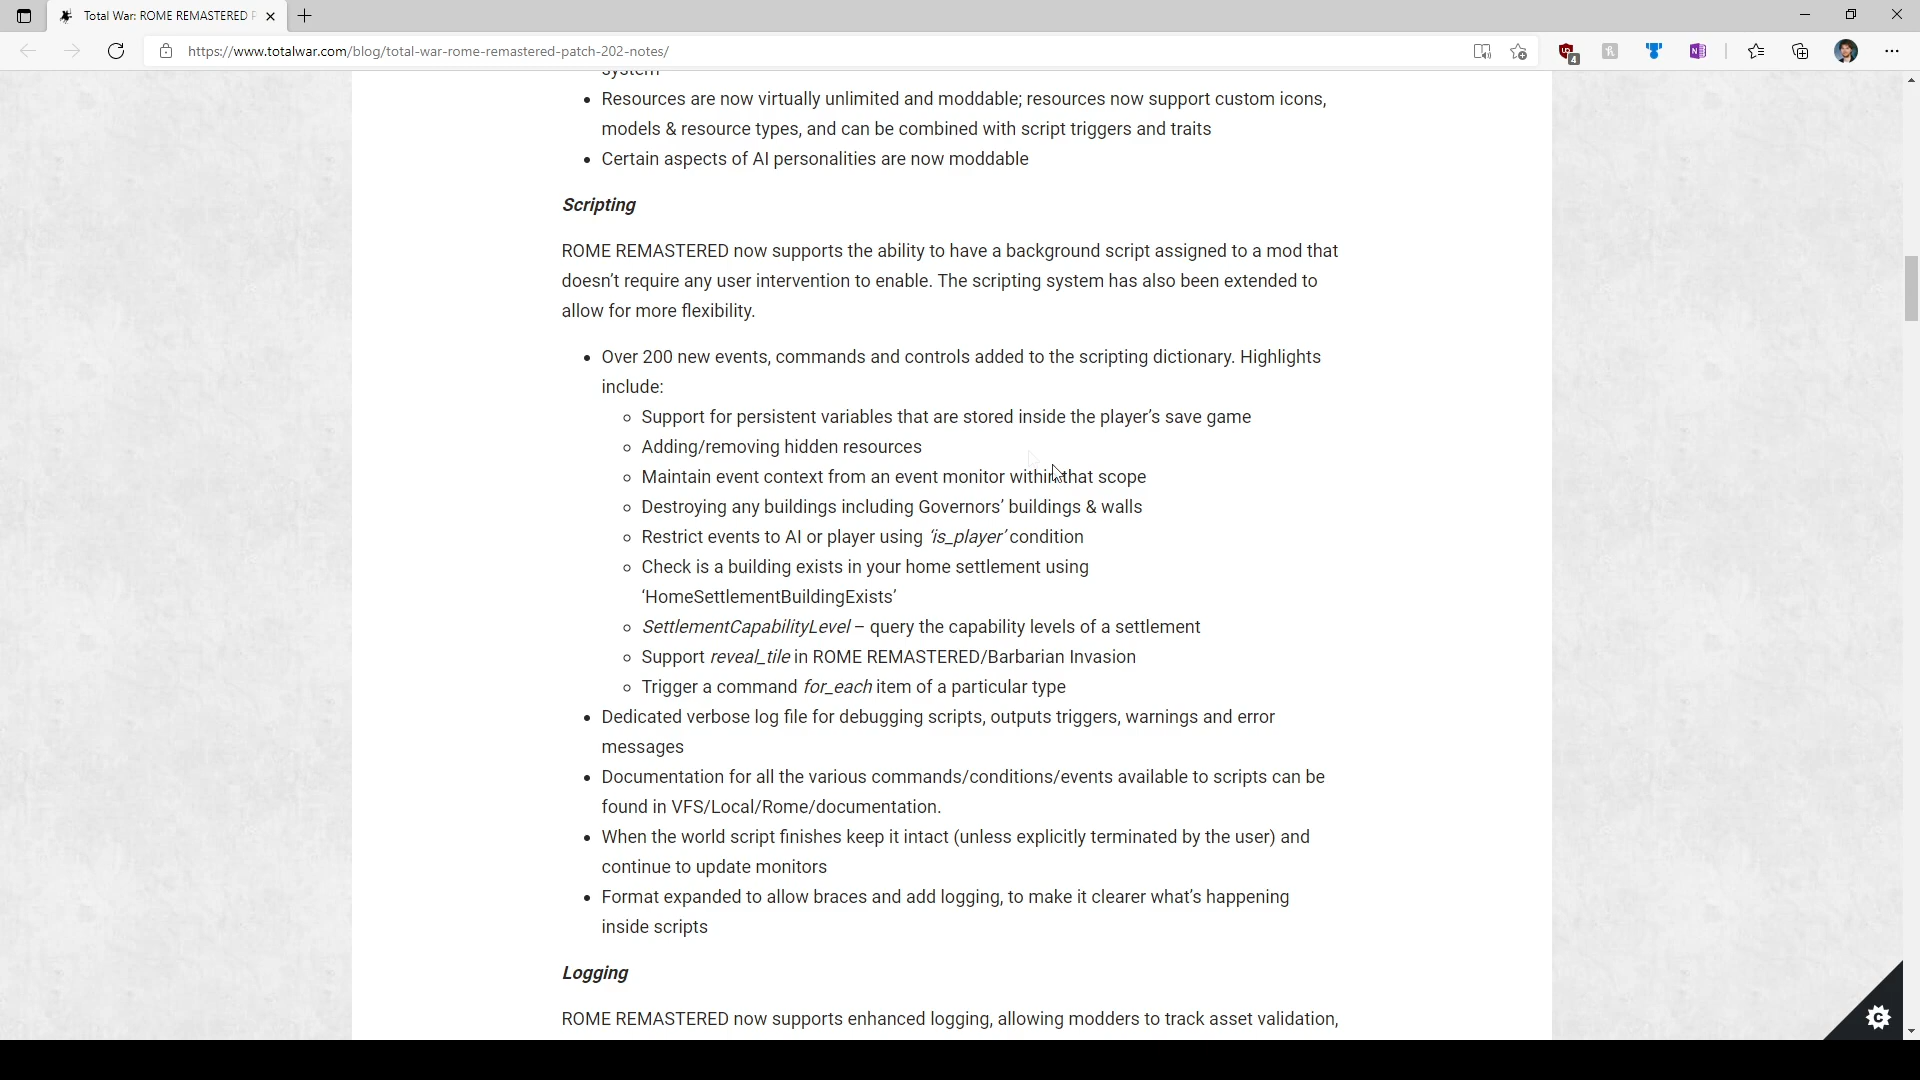 Total War: ROME REMASTERED P
https://www.totalwar.com/blog/total-war-rome-remastered-patch-202-notes/
4
system
• Resources are now virtually unlimited and moddable; resources now support custom icons,
models & resource types, and can be combined with script triggers and traits
• Certain aspects of AI personalities are now moddable
Scripting
ROME REMASTERED now supports the ability to have a background script assigned to a mod that
doesn’t require any user intervention to enable. The scripting system has also been extended to
allow for more flexibility.
• Over 200 new events, commands and controls added to the scripting dictionary. Highlights
include:
◦ Support for persistent variables that are stored inside the player’s save game
◦ Adding/removing hidden resources
◦ Maintain event context from an event monitor within that scope
◦ Destroying any buildings including Governors’ buildings & walls
◦ Restrict events to AI or player using ‘is_player’ condition
◦ Check is a building exists in your home settlement using
‘HomeSettlementBuildingExists’
◦ SettlementCapabilityLevel – query the capability levels of a settlement
◦ Support reveal_tile in ROME REMASTERED/Barbarian Invasion
◦ Trigger a command for_each item of a particular type
• Dedicated verbose log file for debugging scripts, outputs triggers, warnings and error
messages
• Documentation for all the various commands/conditions/events available to scripts can be
found in VFS/Local/Rome/documentation.
• When the world script finishes keep it intact (unless explicitly terminated by the user) and
continue to update monitors
• Format expanded to allow braces and add logging, to make it clearer what’s happening
inside scripts
Logging
ROME REMASTERED now supports enhanced logging, allowing modders to track asset validation,